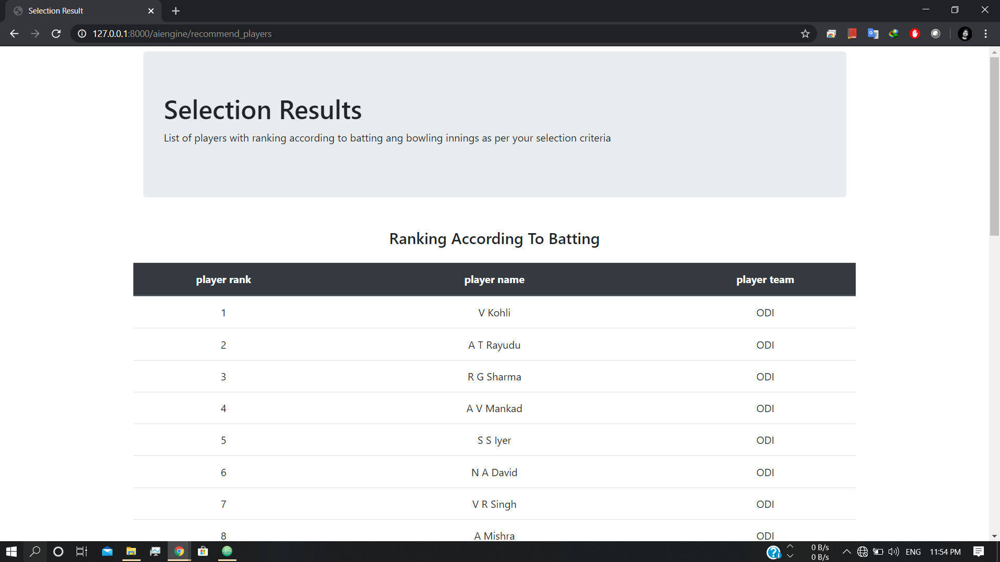 Selection Result
127.0.0.1:8000/aiengine/recommend_players
Selection Results
List of players with ranking according to batting ang bowling innings as per your selection criteria
Ranking According To Batting
player rank player name player team
1 V Kohli ODI
2 A T Rayudu ODI
3 R G Sharma ODI
4 A V Mankad ODI
5 S S Iyer ODI
6 N A David ODI
7 V R Singh ODI
8 A Mishra ODI
0 B/s
0 B/s
ENG 11:54 PM